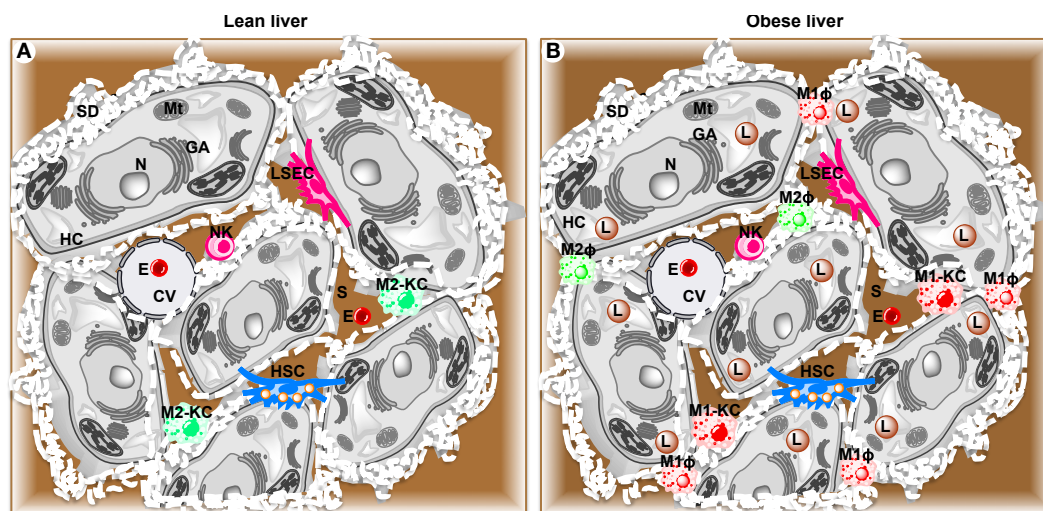 Lean liver
A
SD
Mt
GA
N
LSEC
HC
NK
E
CV
M2-KC
S
E
HSC
M2-KC
Obese liver
B
SD
Mt
M1ϕ
L
GA
L
N
LSEC
M2ϕ
HC
L
NK
L
M2ϕ
E
CV
L
M1-KC
M1ϕ
S
L
E
L
L
HSC
M1-KC
L
L
L
M1ϕ
M1ϕ